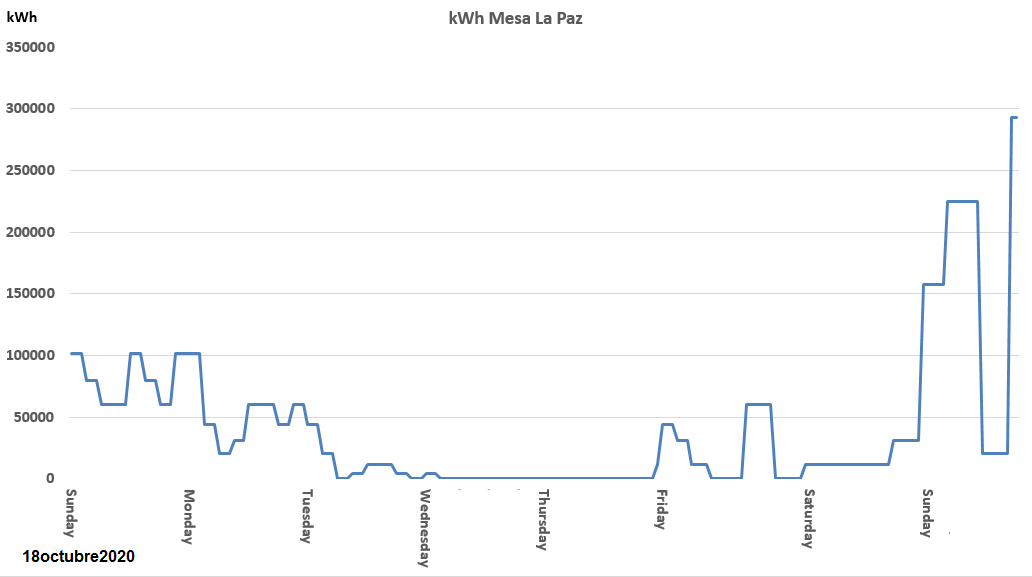 kWh
kWh Mesa La Paz
350000
300000
250000
200000
150000
100000
50000
0
Sunday
Monday
Tuesday
Wednesday
Thursday
Friday
Saturday
Sunday
18octubre2020